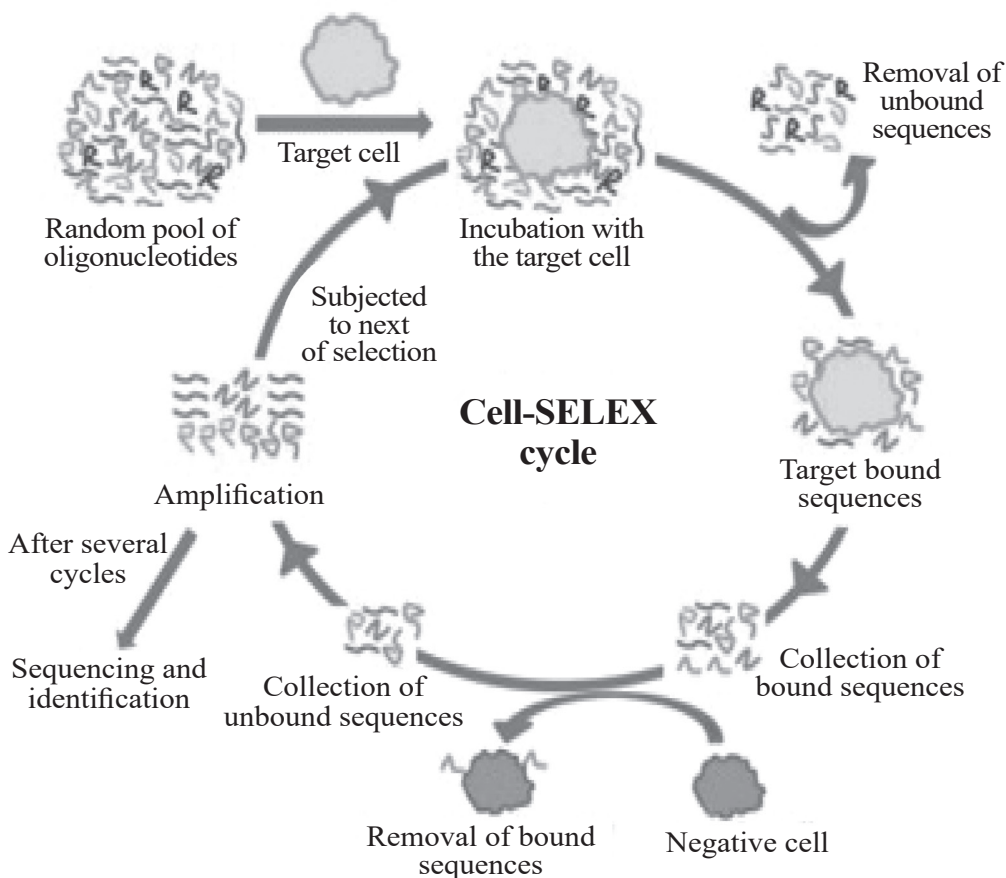 Target cell
Random pool of
oligonucleotides
Incubation with
the target cell
Removal of
unbound
sequences
Subjected
to next
of selection
Cell-SELEX
cycle
Target bound
sequences
Amplification
After several
cycles
Sequencing and
identification
Collection of
unbound sequences
Collection of
bound sequences
Removal of bound
sequences
Negative cell